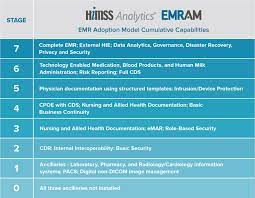 STAGE
HIMSS Analytics® EMRAM
EMR Adoption Model Cumulative Capabilities
7
Complete EMR; External HIE; Data Analytics, Governance, Disaster Recovery,
Privacy and Security
6
Technology Enabled Medication, Blood Products, and Human Milk
Administration; Risk Reporting; Full CDS
5
Physician documentation using structured templates; Intrusion/Device Protection
4
CPOE with CDS; Nursing and Allied Health Documentation; Basic
Business Continuity
3
Nursing and Allied Health Documentation; eMAR; Role-Based Security
2
CDR; Internal Interoperability; Basic Security
1
Ancillaries - Laboratory, Pharmacy, and Radiology/Cardiology information
systems; PACS; Digital non-DICOM image management
0
All three ancillaries not installed